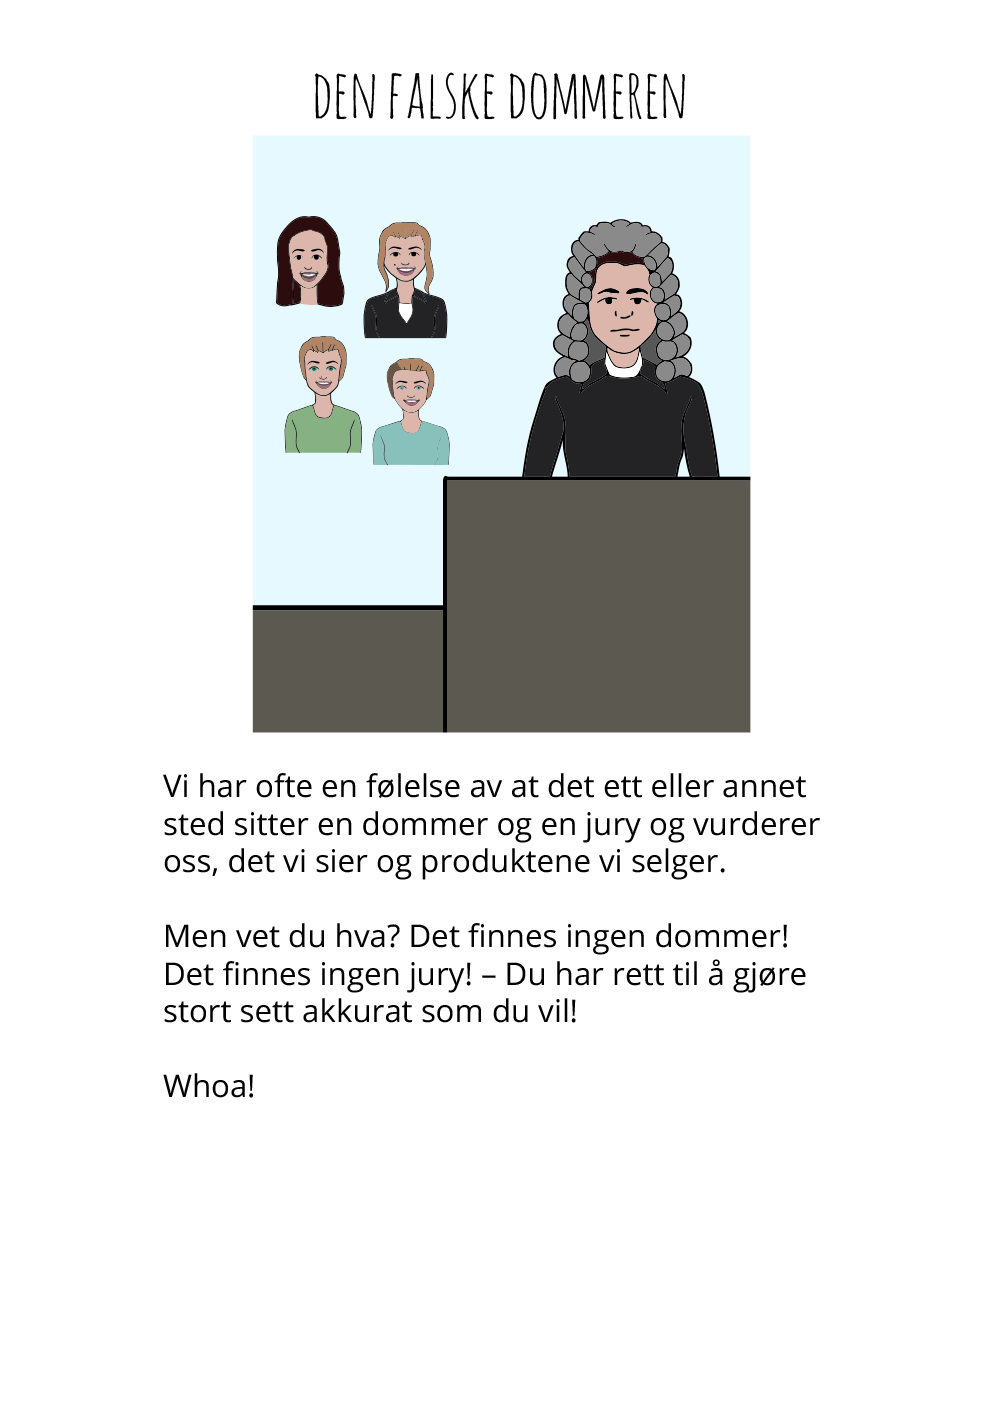 DEN FALSKE DOMMEREN
Vi har ofte en følelse av at det ett eller annet
sted sitter en dommer og en jury og vurderer
oss, det vi sier og produktene vi selger.
Men vet du hva? Det finnes ingen dommer!
Det finnes ingen jury! – Du har rett til å gjøre
stort sett akkurat som du vil!
Whoa!